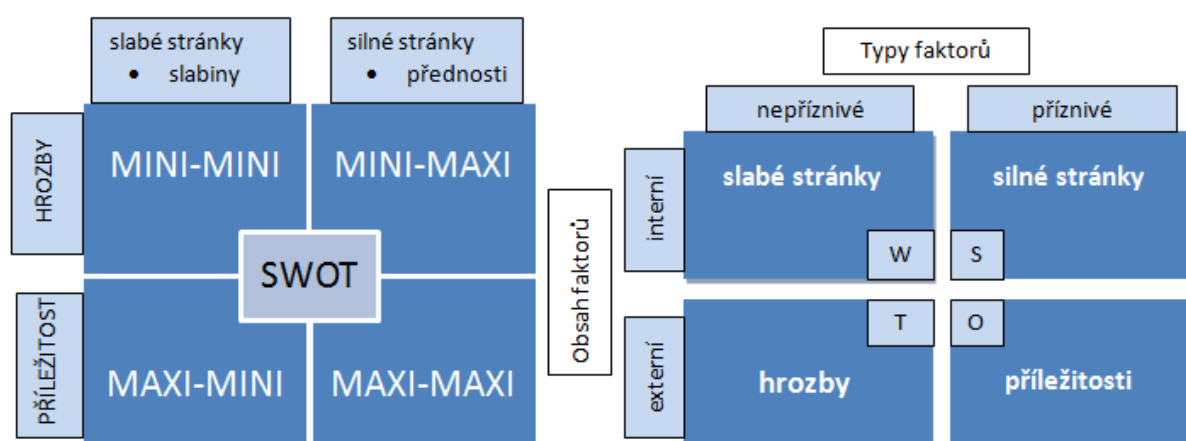 slabé stránky
• slabiny
silné stránky
• přednosti
HROZBY
MINI-MINI
MINI-MAXI
SWOT
PŘÍLEŽITOST
MAXI-MINI
MAXI-MAXI
Typy faktorů
nepříznivé
příznivé
Obsah faktorů
interní
slabé stránky
silné stránky
W
S
externí
T
O
hrozby
příležitosti